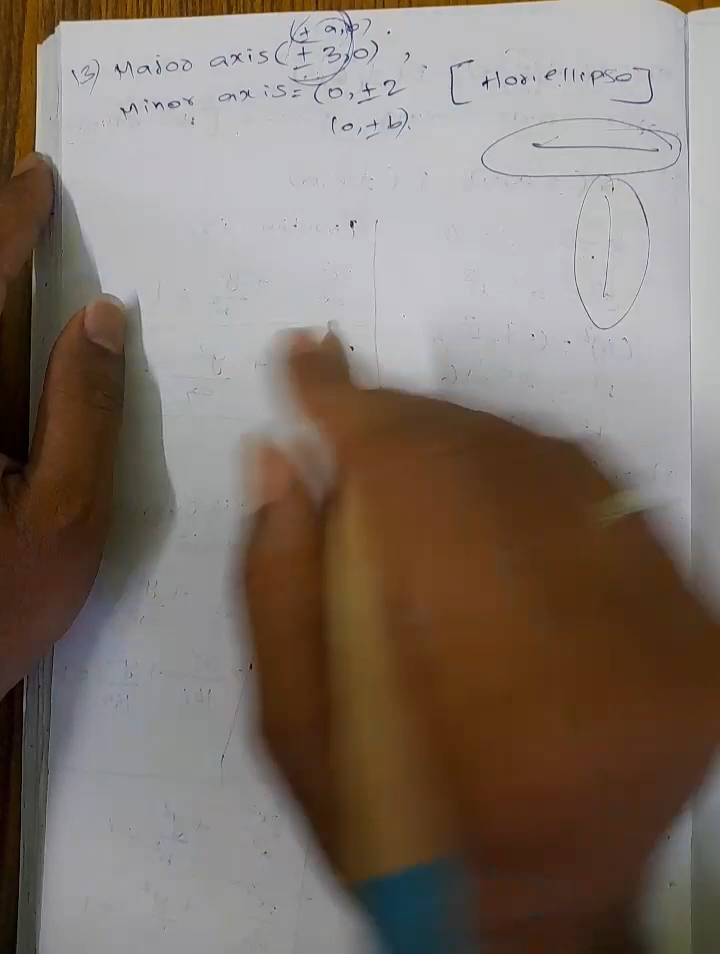 (± a,0).
13) Major axis (± 3,0),
Minor axis = (0, ± 2 [Hori ellipse]
(0, ± b).